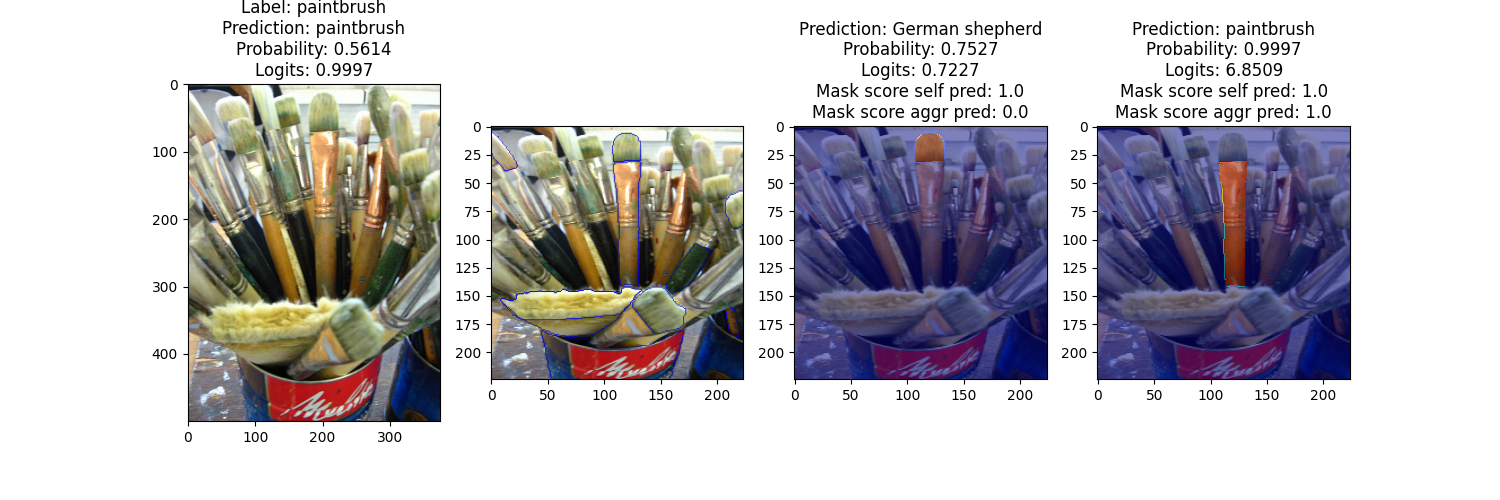 Label: paintbrush
Prediction: paintbrush
Probability: 0.5614
Logits: 0.9997
0
100
200
300
400
0 100 200 300
0
25
50
75
100
125
150
175
200
0 50 100 150 200
Prediction: German shepherd
Probability: 0.7527
Logits: 0.7227
Mask score self pred: 1.0
Mask score aggr pred: 0.0
0
25
50
75
100
125
150
175
200
0 50 100 150 200
Prediction: paintbrush
Probability: 0.9997
Logits: 6.8509
Mask score self pred: 1.0
Mask score aggr pred: 1.0
0
25
50
75
100
125
150
175
200
0 50 100 150 200